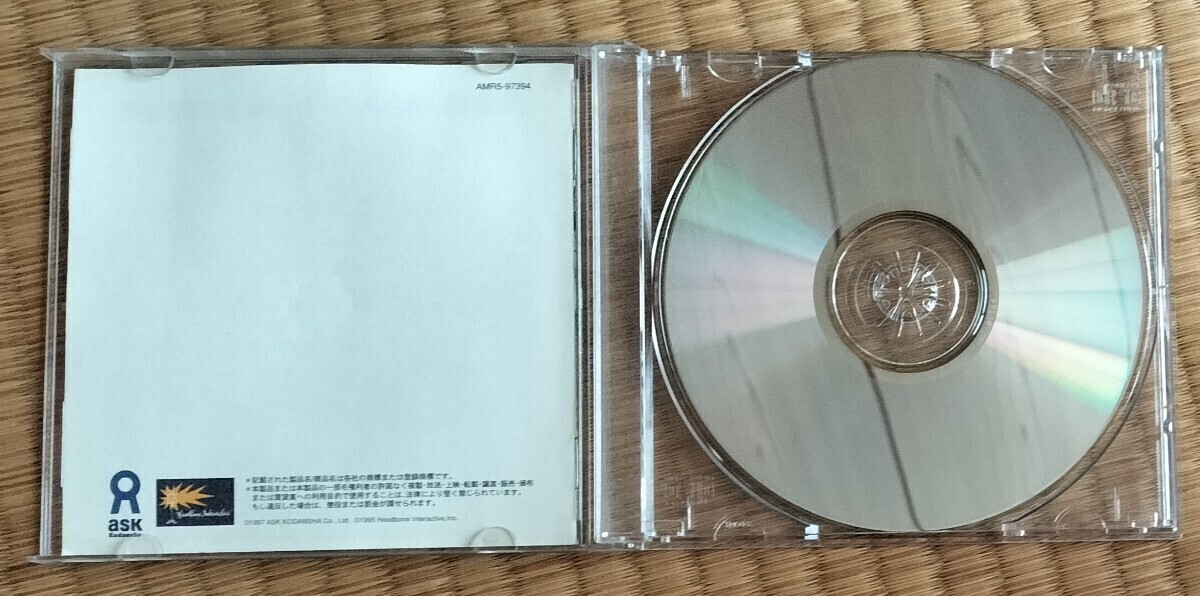 AMR5-97394
＊記載された製品名/商品名は各社の商標または登録商標です。
＊本製品または本製品の一部を権利者の許諾なく複製・放送・上映・転載・譲渡・販売・頒布
または賃貸業への利用目的で使用することは、法律により堅く禁じられています。
もし違反した場合は、懲役または罰金が課せられます。
©1997 ASK KODANSHA Co., Ltd. ©1995 Headbone Interactive, Inc.
ASK
Kodansha
Headbone Interactive